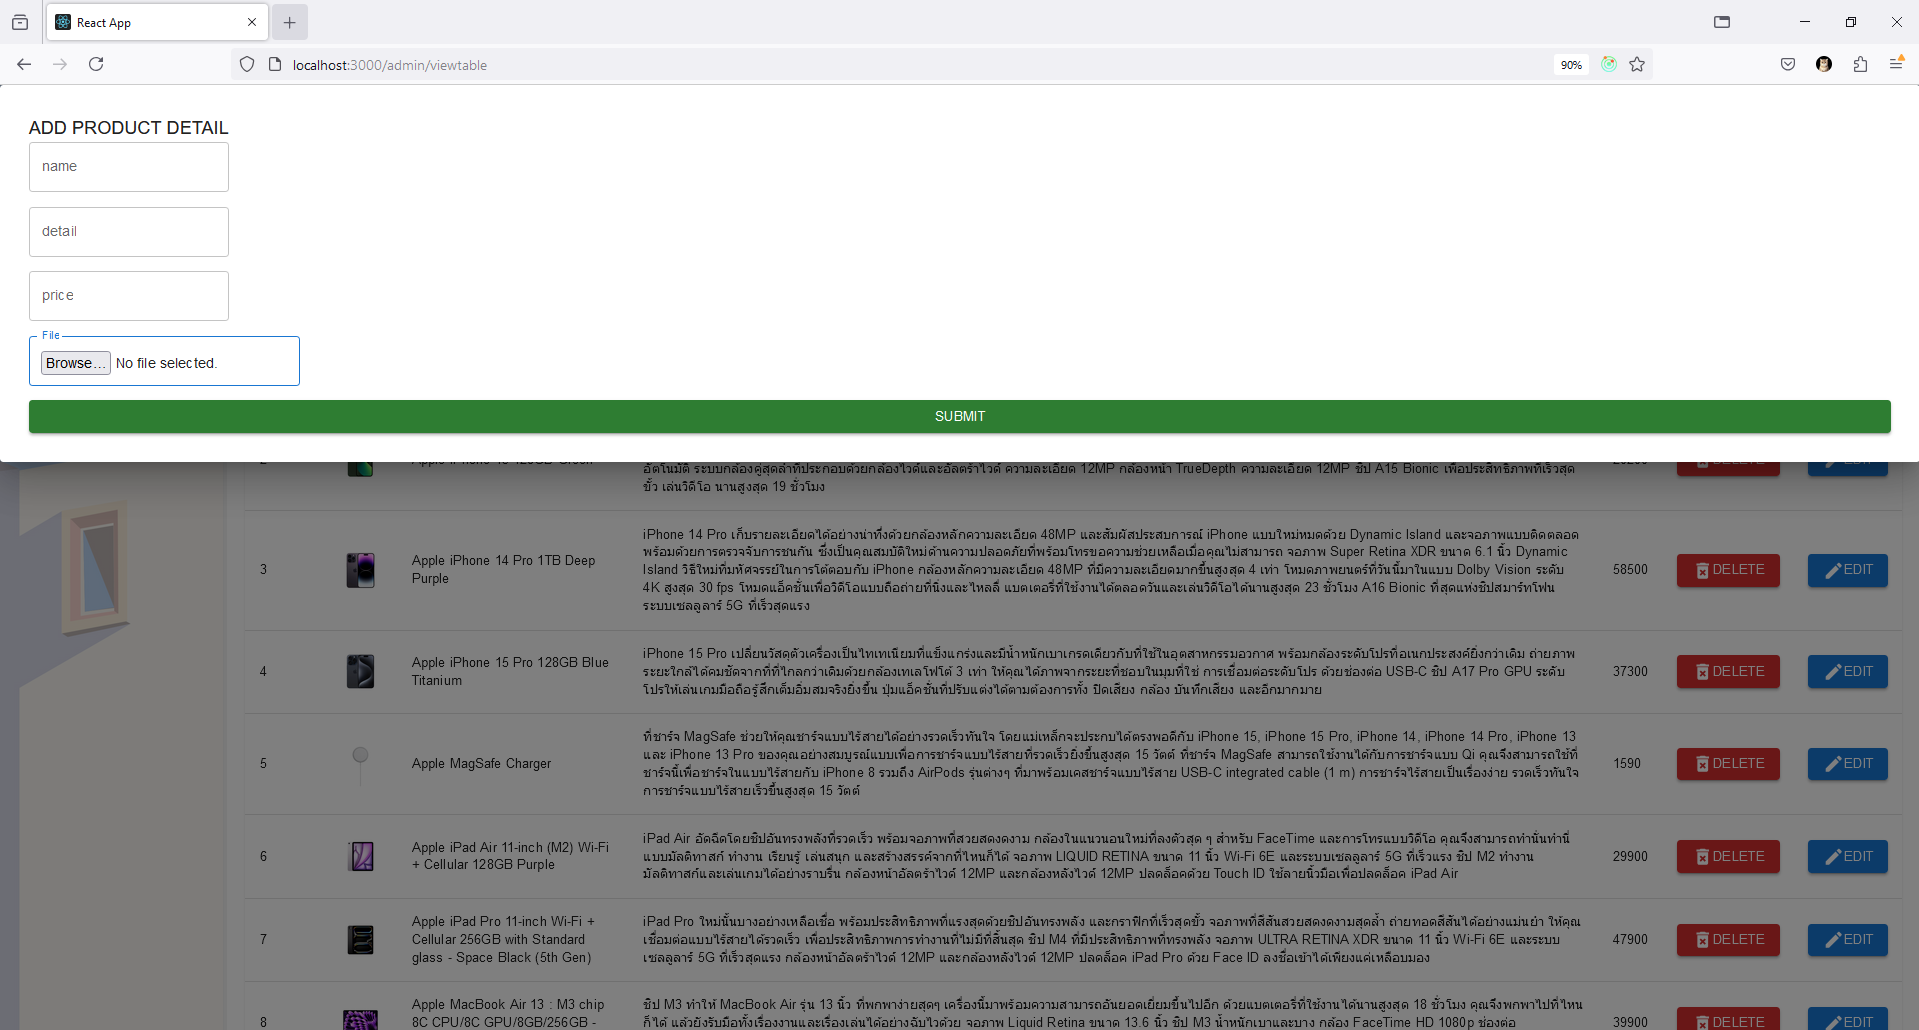 React App
localhost:3000/admin/viewtable
90%
ADD PRODUCT DETAIL
name
detail
price
File
Browse... No file selected.
SUBMIT
อัตโนมัติ ระบบกล้องคู่สุดล้ำที่ประกอบด้วยกล้องไวด์และอัลตร้าไวด์ ความละเอียด 12MP กล้องหน้า TrueDepth ความละเอียด 12MP ชิป A15 Bionic เพื่อประสิทธิภาพที่เร็วสุด
ขั้ว เล่นวิดีโอ นานสูงสุด 19 ชั่วโมง
3
Apple iPhone 14 Pro 1TB Deep
Purple
iPhone 14 Pro เก็บรายละเอียดได้อย่างน่าทึ่งด้วยกล้องหลักความละเอียด 48MP และสัมผัสประสบการณ์ iPhone แบบใหม่หมดด้วย Dynamic Island และจอภาพแบบติดตลอด
พร้อมด้วยการตรวจจับการชนกัน ซึ่งเป็นคุณสมบัติใหม่ด้านความปลอดภัยที่พร้อมโทรขอความช่วยเหลือเมื่อคุณไม่สามารถ จอภาพ Super Retina XDR ขนาด 6.1 นิ้ว Dynamic
Island วิธีใหม่ที่มหัศจรรย์ในการโต้ตอบกับ iPhone กล้องหลักความละเอียด 48MP ที่มีความละเอียดมากขึ้นสูงสุด 4 เท่า โหมดภาพยนตร์ที่วันนี้มาในแบบ Dolby Vision ระดับ
4K สูงสุด 30 fps โหมดแอ็คชั่นเพื่อวิดีโอแบบถือถ่ายที่นิ่งและไหลลื่ แบตเตอรี่ที่ใช้งานได้ตลอดวันและเล่นวิดีโอได้นานสูงสุด 23 ชั่วโมง A16 Bionic ที่สุดแห่งชิปสมาร์ทโฟน
ระบบเซลลูลาร์ 5G ที่เร็วสุดแรง
58500
DELETE
EDIT
4
Apple iPhone 15 Pro 128GB Blue
Titanium
iPhone 15 Pro เปลี่ยนวัสดุตัวเครื่องเป็นไทเทเนียมที่แข็งแกร่งและมีน้ำหนักเบาเกรดเดียวกับที่ใช้ในอุตสาหกรรมอวกาศ พร้อมกล้องระดับโปรที่อเนกประสงค์ยิ่งกว่าเดิม ถ่ายภาพ
ระยะใกล้ได้คมชัดจากที่ที่ไกลกว่าเดิมด้วยกล้องเทเลโฟโต้ 3 เท่า ให้คุณได้ภาพจากระยะที่ชอบในมุมที่ใช่ การเชื่อมต่อระดับโปร ด้วยช่องต่อ USB-C ชิป A17 Pro GPU ระดับ
โปรให้เล่นเกมมือถือรู้สึกเต็มอิ่มสมจริงยิ่งขึ้น ปุ่มแอ็คชั่นที่ปรับแต่งได้ตามต้องการทั้ง ปิดเสียง กล้อง บันทึกเสียง และอีกมากมาย
37300
DELETE
EDIT
5
Apple MagSafe Charger
ที่ชาร์จ MagSafe ช่วยให้คุณชาร์จแบบไร้สายได้อย่างรวดเร็วทันใจ โดยแม่เหล็กจะประกบได้ตรงพอดีกับ iPhone 15, iPhone 15 Pro, iPhone 14, iPhone 14 Pro, iPhone 13
และ iPhone 13 Pro ของคุณอย่างสมบูรณ์แบบเพื่อการชาร์จแบบไร้สายที่รวดเร็วยิ่งขึ้นสูงสุด 15 วัตต์ ที่ชาร์จ MagSafe สามารถใช้งานได้กับการชาร์จแบบ Qi คุณจึงสามารถใช้ที่
ชาร์จนี้เพื่อชาร์จในแบบไร้สายกับ iPhone 8 รวมถึง AirPods รุ่นต่างๆ ที่มาพร้อมเคสชาร์จแบบไร้สาย USB-C integrated cable (1 m) การชาร์จไร้สายเป็นเรื่องง่าย รวดเร็วทันใจ
การชาร์จแบบไร้สายเร็วขึ้นสูงสุด 15 วัตต์
1590
DELETE
EDIT
6
Apple iPad Air 11-inch (M2) Wi-Fi
+ Cellular 128GB Purple
iPad Air อัดฉีดโดยชิปอันทรงพลังที่รวดเร็ว พร้อมจอภาพที่สวยสดงดงาม กล้องในแนวนอนใหม่ที่ลงตัวสุด ๆ สำหรับ FaceTime และการโทรแบบวิดีโอ คุณจึงสามารถทำนั่นทำนี่
แบบมัลติทาสก์ ทำงาน เรียนรู้ เล่นสนุก และสร้างสรรค์จากที่ไหนก็ได้ จอภาพ LIQUID RETINA ขนาด 11 นิ้ว Wi-Fi 6E และระบบเซลลูลาร์ 5G ที่เร็วแรง ชิป M2 ทำงาน
มัลติทาสก์และเล่นเกมได้อย่างราบรื่น กล้องหน้าอัลตร้าไวด์ 12MP และกล้องหลังไวด์ 12MP ปลดล็อคด้วย Touch ID ใช้ลายนิ้วมือเพื่อปลดล็อค iPad Air
29900
DELETE
EDIT
7
Apple iPad Pro 11-inch Wi-Fi +
Cellular 256GB with Standard
glass - Space Black (5th Gen)
iPad Pro ใหม่นั้นบางอย่างเหลือเชื่อ พร้อมประสิทธิภาพที่แรงสุดด้วยชิปอันทรงพลัง และกราฟิกที่เร็วสุดขั้ว จอภาพที่สีสันสวยสดงดงามสุดล้ำ ถ่ายทอดสีสันได้อย่างแม่นยำ ให้คุณ
เชื่อมต่อแบบไร้สายได้รวดเร็ว เพื่อประสิทธิภาพการทำงานที่ไม่มีที่สิ้นสุด ชิป M4 ที่มีประสิทธิภาพที่ทรงพลัง จอภาพ ULTRA RETINA XDR ขนาด 11 นิ้ว Wi-Fi 6E และระบบ
เซลลูลาร์ 5G ที่เร็วสุดแรง กล้องหน้าอัลตร้าไวด์ 12MP และกล้องหลังไวด์ 12MP ปลดล็อค iPad Pro ด้วย Face ID ลงชื่อเข้าได้เพียงแค่เหลือบมอง
47900
DELETE
EDIT
8
Apple MacBook Air 13 : M3 chip
8C CPU/8C GPU/8GB/256GB -
ชิป M3 ทำให้ MacBook Air รุ่น 13 นิ้ว ที่พกพาง่ายสุดๆ เครื่องนี้มาพร้อมความสามารถอันยอดเยี่ยมขึ้นไปอีก ด้วยแบตเตอรี่ที่ใช้งานได้นานสูงสุด 18 ชั่วโมง คุณจึงพกพาไปที่ไหน
ก็ได้ แล้วยังรับมือทั้งเรื่องงานและเรื่องเล่นได้อย่างฉับไวด้วย จอภาพ Liquid Retina ขนาด 13.6 นิ้ว ชิป M3 น้ำหนักเบาและบาง กล้อง FaceTime HD 1080p ช่องต่อ
39900
DELETE
EDIT